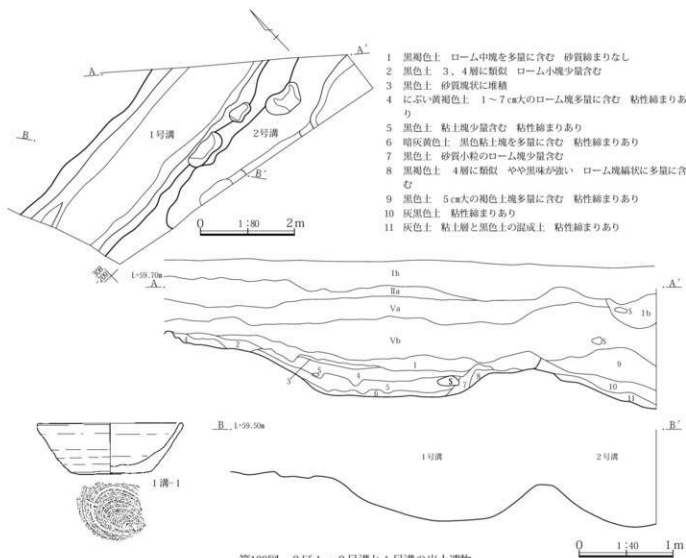 A
A′
1号溝
2号溝
B
B′
0 1:80 2m
1 黒褐色土 ローム中塊を多量に含む 砂質締まりなし
2 黒色土 3、4層に類似 ローム小塊少量含む
3 黒色土 砂質塊状に堆積
4 にぶい黄褐色土 1~7cm大のローム塊多量に含む 粘性締まりあ
り
5 黒色土 粘土塊少量含む 粘性締まりあり
6 暗灰黄色土 黒色粘土塊を多量に含む 粘性締まりあり
7 黒色土 砂質小粒のローム塊少量含む
8 黒褐色土 4層に類似 やや黒味が強い ローム塊縞状に多量に含
む
9 黒色土 5cm大の褐色土塊多量に含む 粘性締まりあり
10 灰黒色土 粘性締まりあり
11 灰色土 粘土層と黒色土の混成土 粘性締まりあり
A L=59.70m A′
Ⅰb
Ⅱa
Ⅴa
Ⅰb
S
Ⅴb
S
1
2
3
S
4
5
6
S
7
8
9
10
11
1溝-1
B L=59.50m B′
1号溝
2号溝
0 1:40 1m